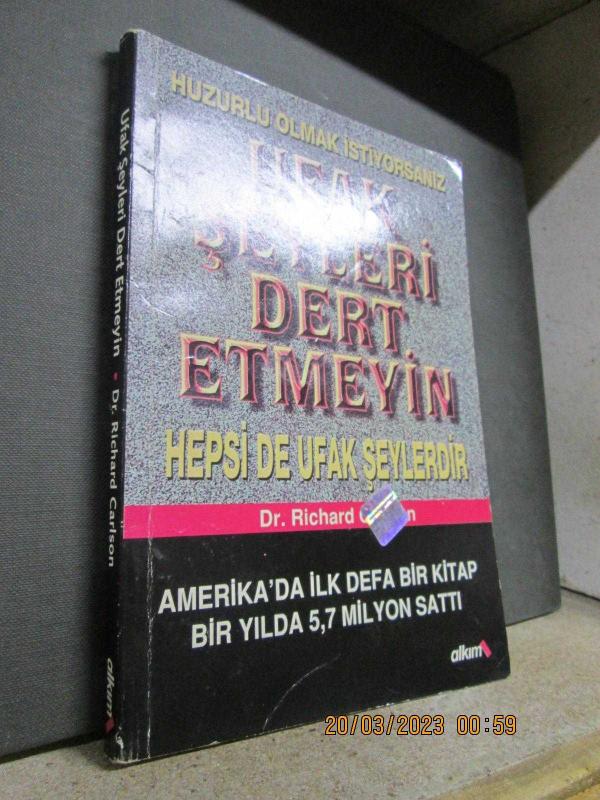 Ufak Şeyleri Dert Etmeyin • Dr. Richard Carlson
alkım
HUZURLU OLMAK İSTİYORSANIZ
UFAK
ŞEYLERİ
DERT
ETMEYİN
HEPSİ DE UFAK ŞEYLERDİR
Dr. Richard
AMERİKA'DA İLK DEFA BİR KİTAP
BİR YILDA 5,7 MİLYON SATTI
alkım
20/03/2023 00:59